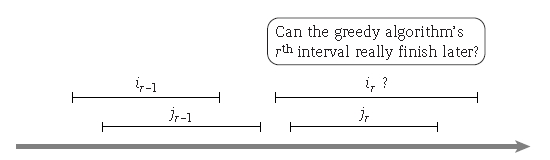 Can the greedy algorithm's
rth interval really finish later?
ir–1
ir ?
jr–1
jr